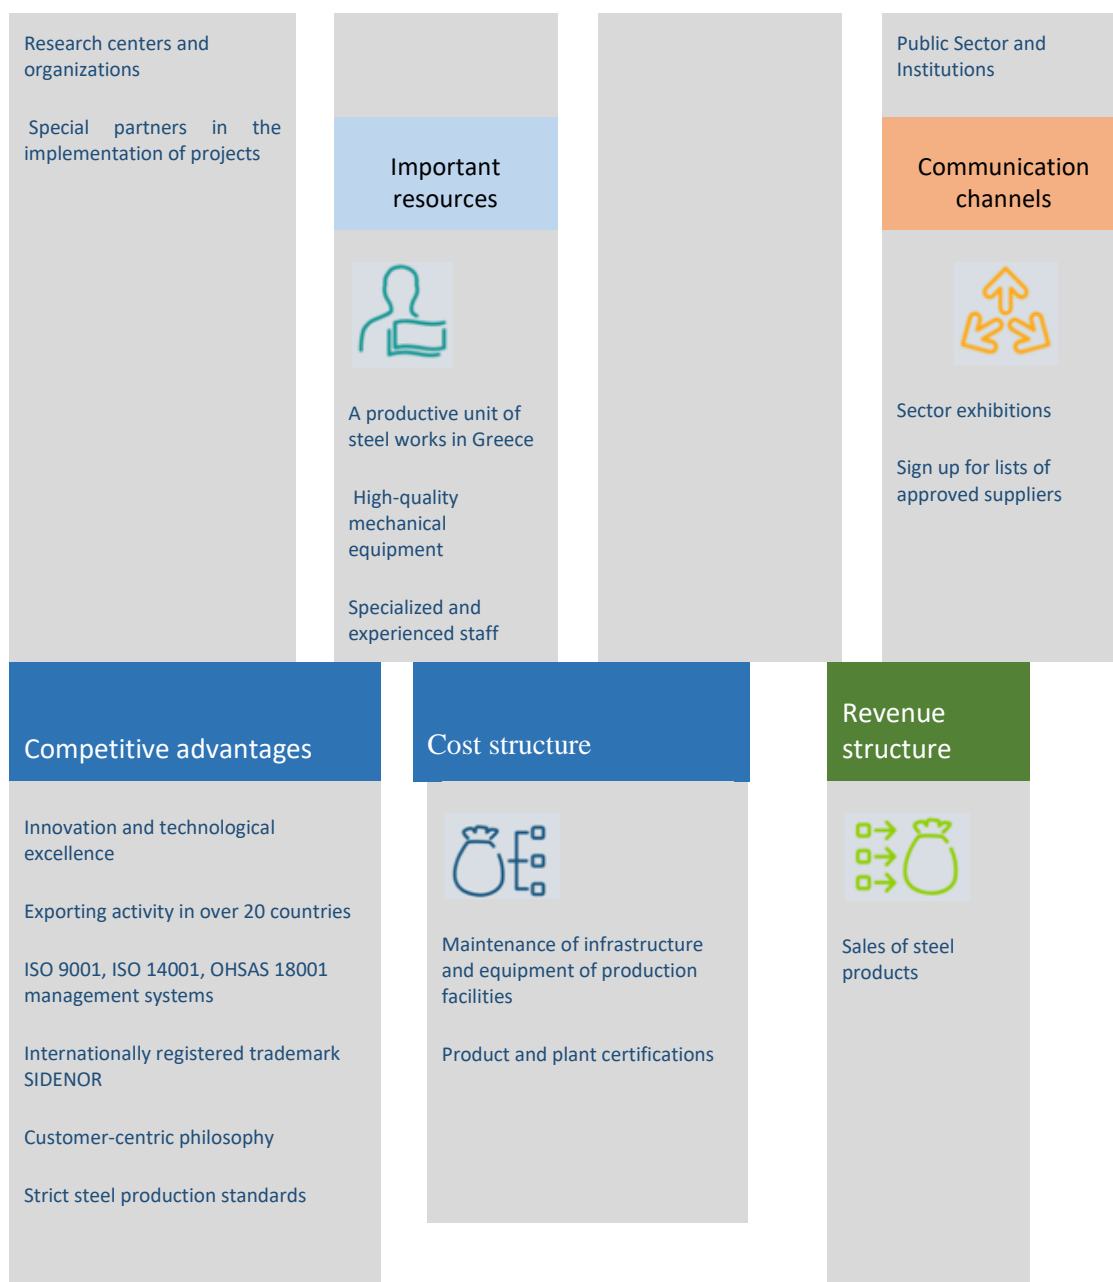 Research centers and
organizations
Special partners in the
implementation of projects
Important
resources
A productive unit of
steel works in Greece
High-quality
mechanical
equipment
Specialized and
experienced staff
Public Sector and
Institutions
Communication
channels
Sector exhibitions
Sign up for lists of
approved suppliers
Competitive advantages
Innovation and technological
excellence
Exporting activity in over 20 countries
ISO 9001, ISO 14001, OHSAS 18001
management systems
Internationally registered trademark
SIDENOR
Customer-centric philosophy
Strict steel production standards
Cost structure
Maintenance of infrastructure
and equipment of production
facilities
Product and plant certifications
Revenue
structure
Sales of steel
products